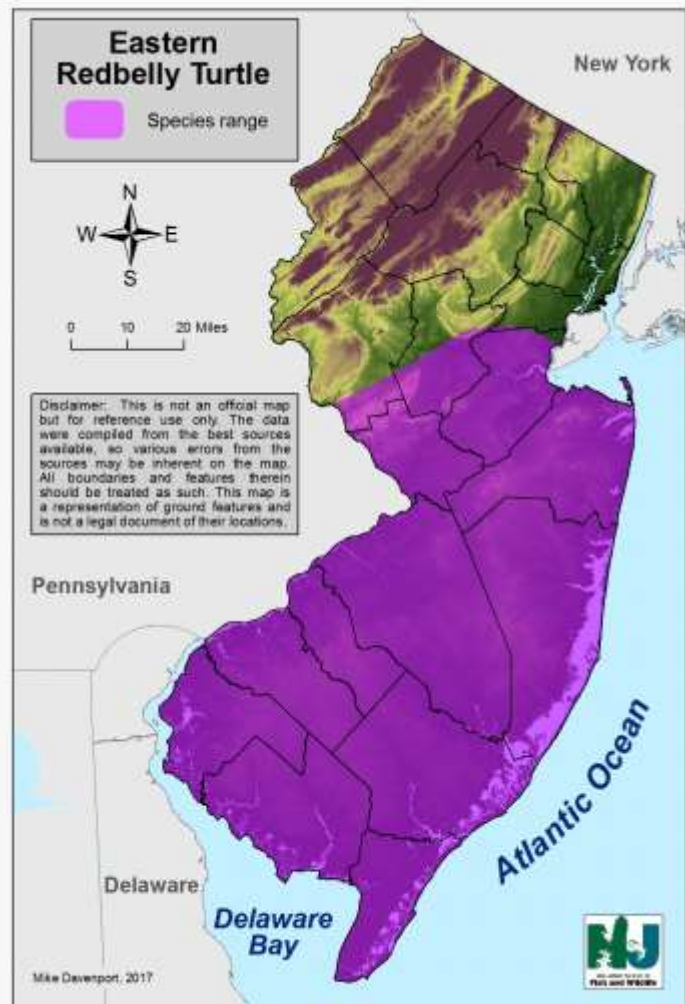 Eastern
Redbelly Turtle
Species range
New York
N
W
E
S
0 10 20 Miles
Disclaimer: This is not an official map
but for reference use only. The data
were compiled from the best sources
available, so various errors from the
sources may be inherent on the map.
All boundaries and features therein
should be treated as such. This map is
a representation of ground features and
is not a legal document of their locations.
Pennsylvania
Atlantic Ocean
Delaware
Delaware
Bay
Mike Davenport, 2017
NJ
Fish and Wildlife